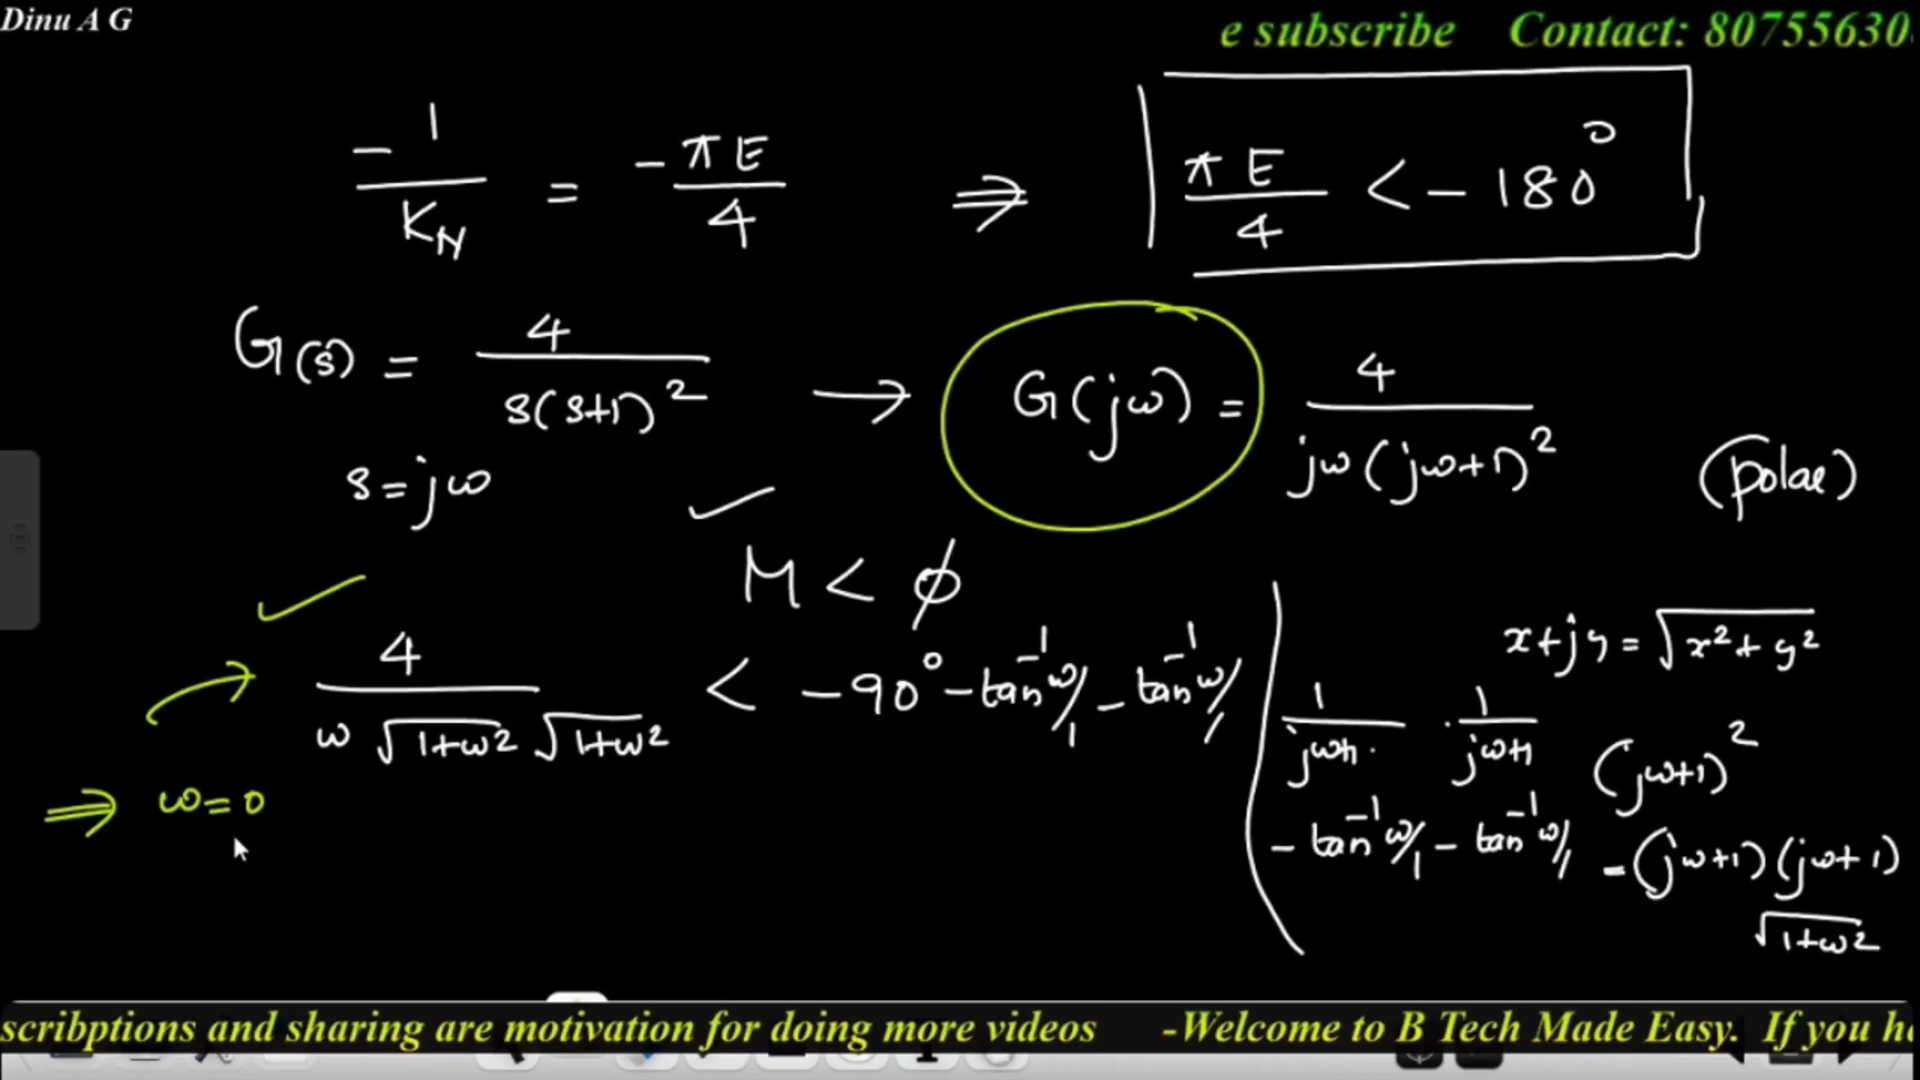 Dinu A G
e subscribe Contact: 80755630
-1/K_N = -πE/4 ⇒ πE/4 < -180°
G(s) = 4/s(s+1)² → G(jω) = 4/jω(jω+1)² (polar)
s=jω
M < φ
4/ω√1+ω² √1+ω² < -90° - tan⁻¹ω/1 - tan⁻¹ω/1
ω=0
x+jy = √x²+y²
1/jω+1 · 1/jω+1 (jω+1)²
- tan⁻¹ω/1 - tan⁻¹ω/1 = (jω+1)(jω+1)
√1+ω²
scribptions and sharing are motivation for doing more videos -Welcome to B Tech Made Easy. If you ha